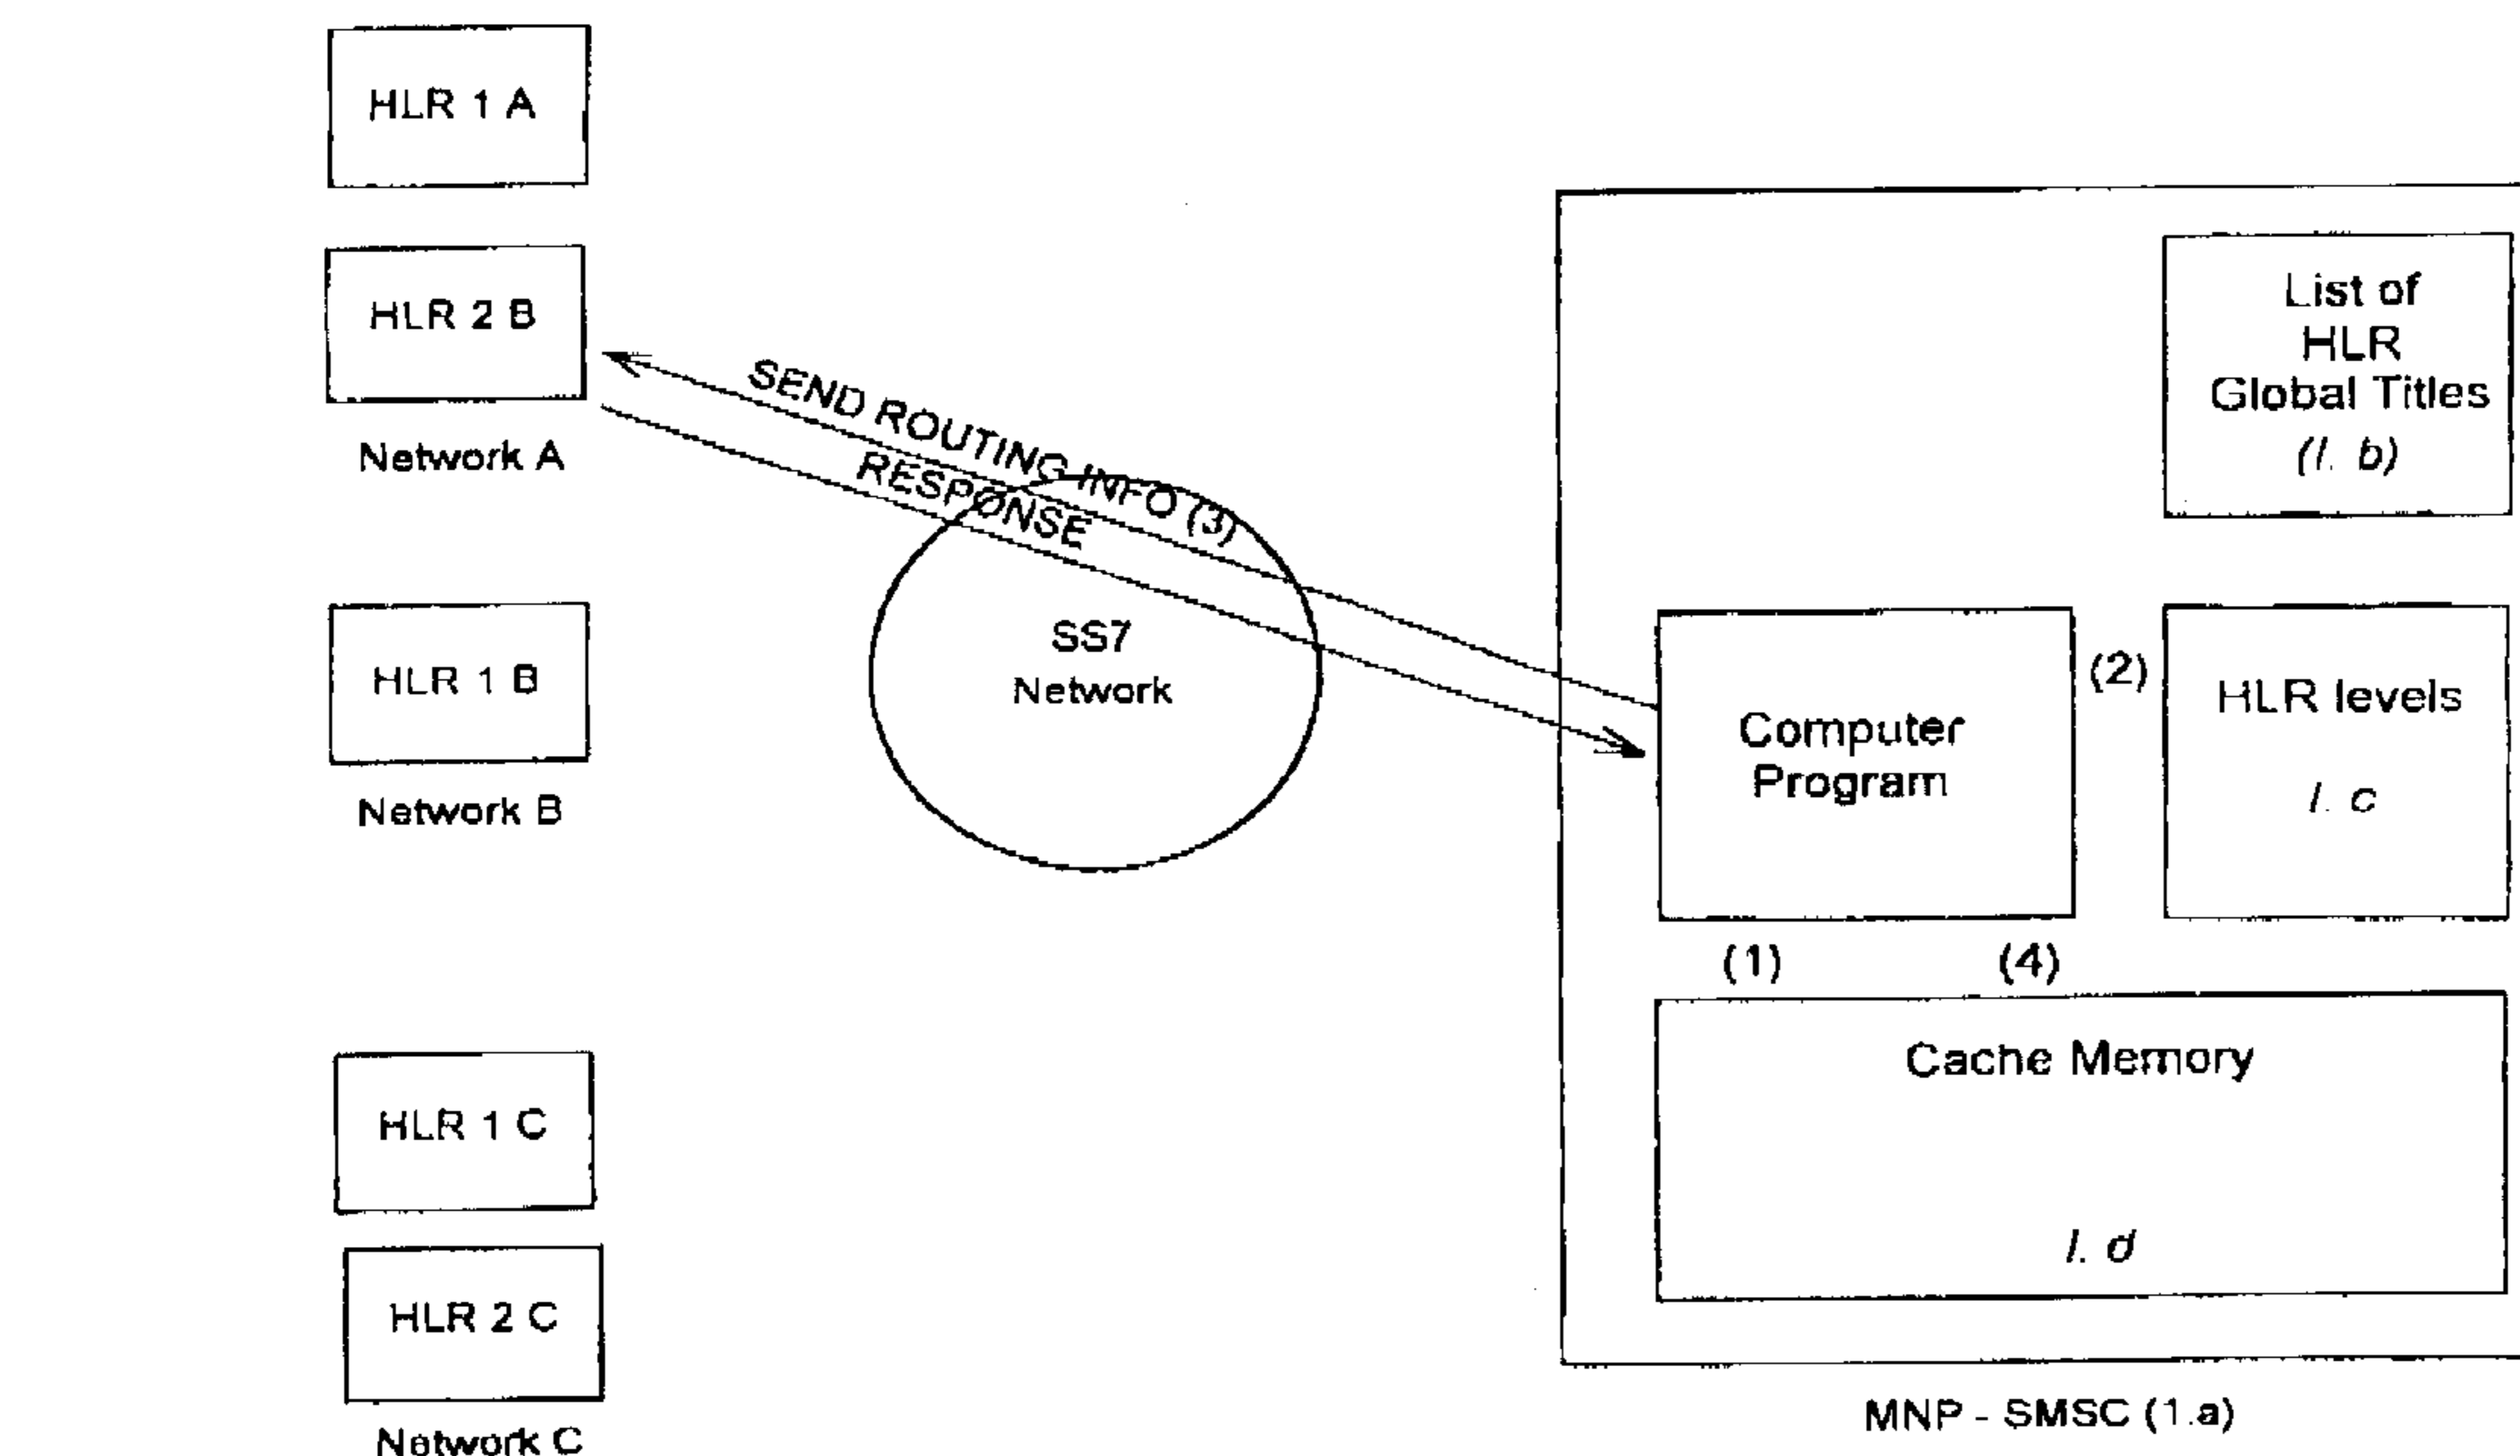 HLR 1 A
HLR 2 B
Network A
HLR 1 B
Network B
HLR 1 C
HLR 2 C
Network C
SEND ROUTING INFO (3)
RESPONSE
SS7
Network
List of
HLR
Global Titles
(l. b)
Computer
Program
(2)
HLR levels
l. c
(1)
(4)
Cache Memory
l. d
MNP - SMSC (1.a)